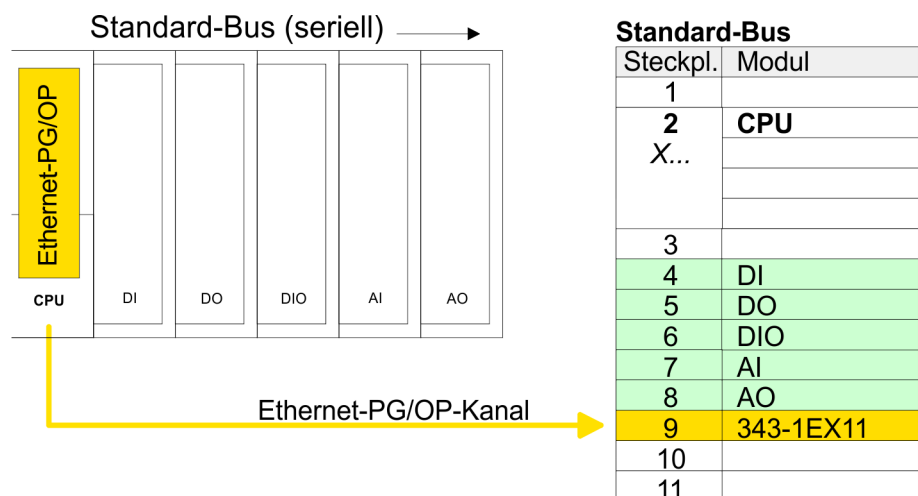 Standard-Bus (seriell)
Ethernet-PG/OP
CPU
DI
DO
DIO
AI
AO
Ethernet-PG/OP-Kanal
Standard-Bus
Steckpl. Modul
1
2 CPU
X...
3
4 DI
5 DO
6 DIO
7 AI
8 AO
9 343-1EX11
10
11